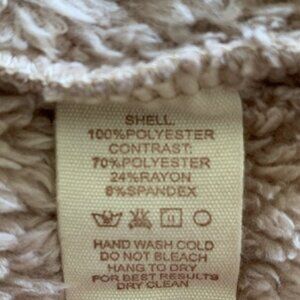 SHELL:
100%POLYESTER
CONTRAST:
70%POLYESTER
24%RAYON
6%SPANDEX
HAND WASH COLD
DO NOT BLEACH
HANG TO DRY
FOR BEST RESULTS
DRY CLEAN